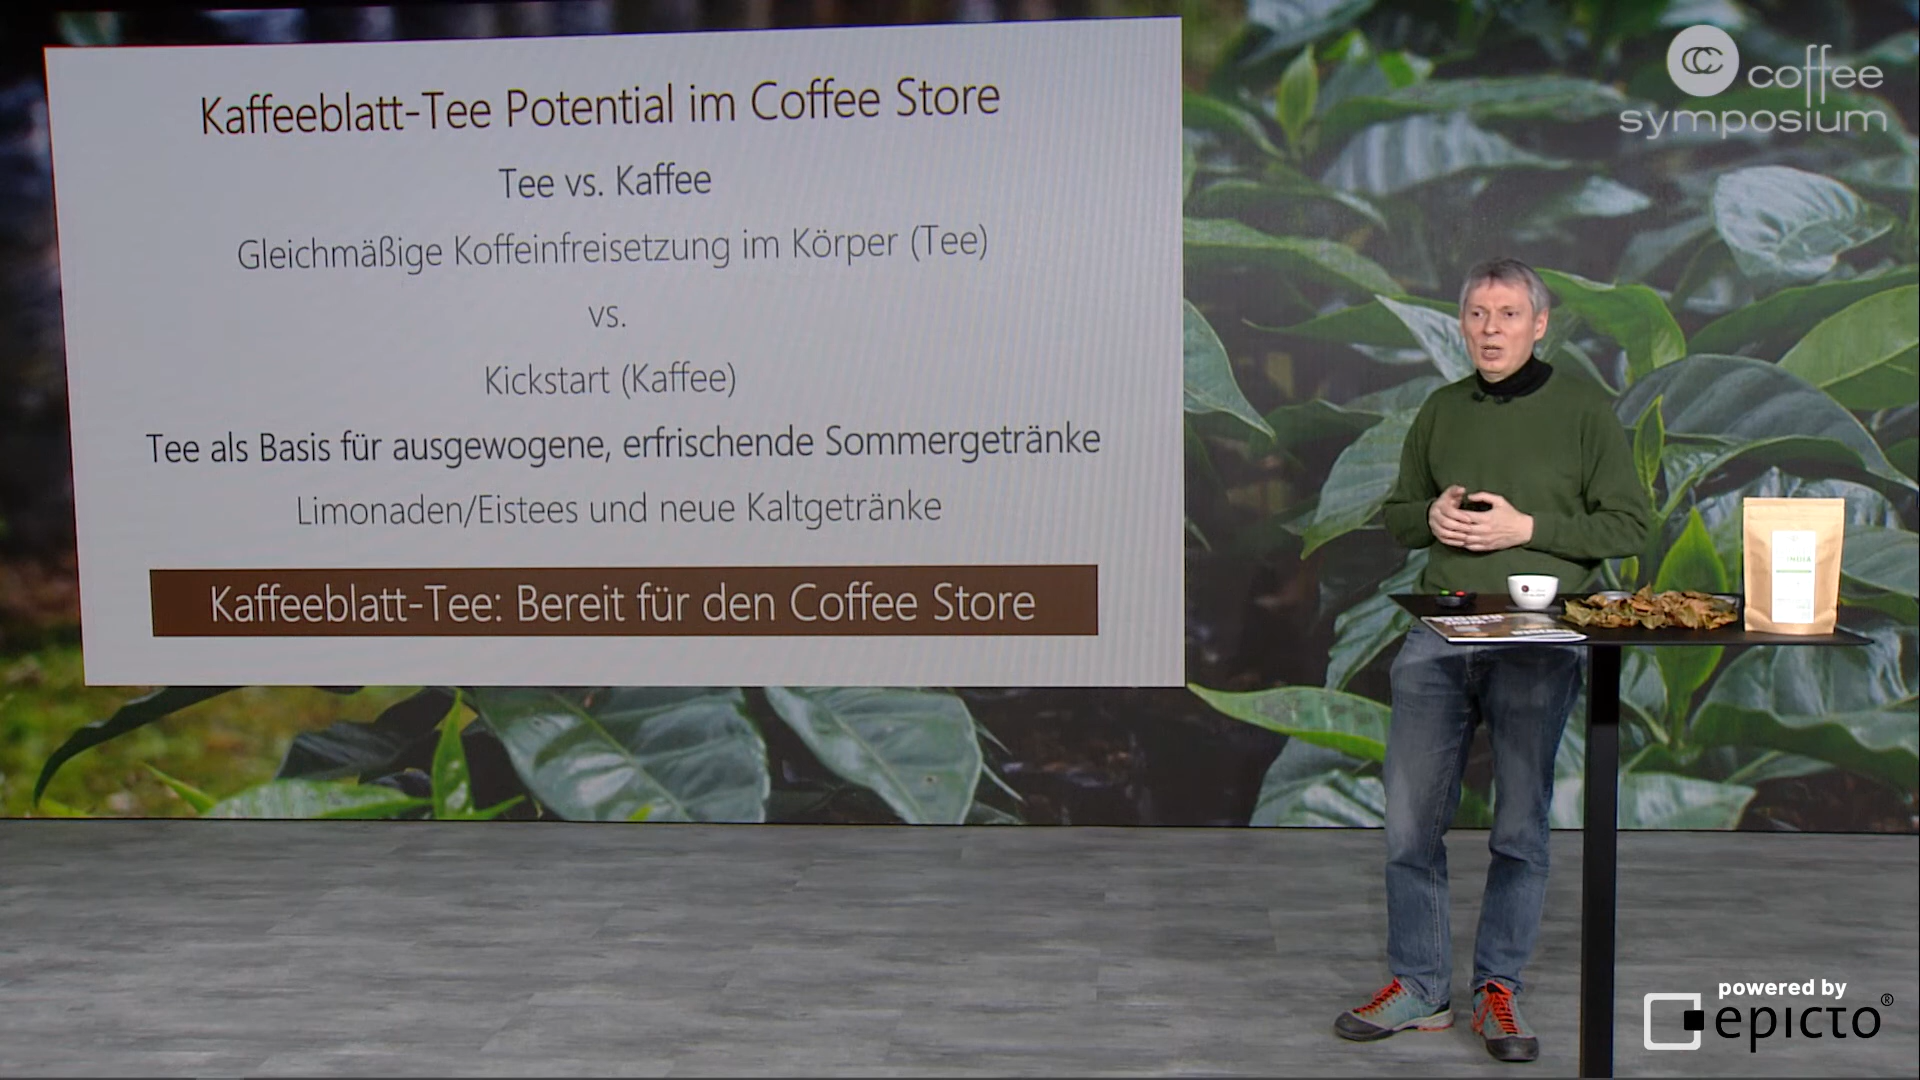 Kaffeeblatt-Tee Potential im Coffee Store
Tee vs. Kaffee
Gleichmäßige Koffeinfreisetzung im Körper (Tee)
vs.
Kickstart (Kaffee)
Tee als Basis für ausgewogene, erfrischende Sommergetränke
Limonaden/Eistees und neue Kaltgetränke
Kaffeeblatt-Tee: Bereit für den Coffee Store
coffee
symposium
powered by
epicto®